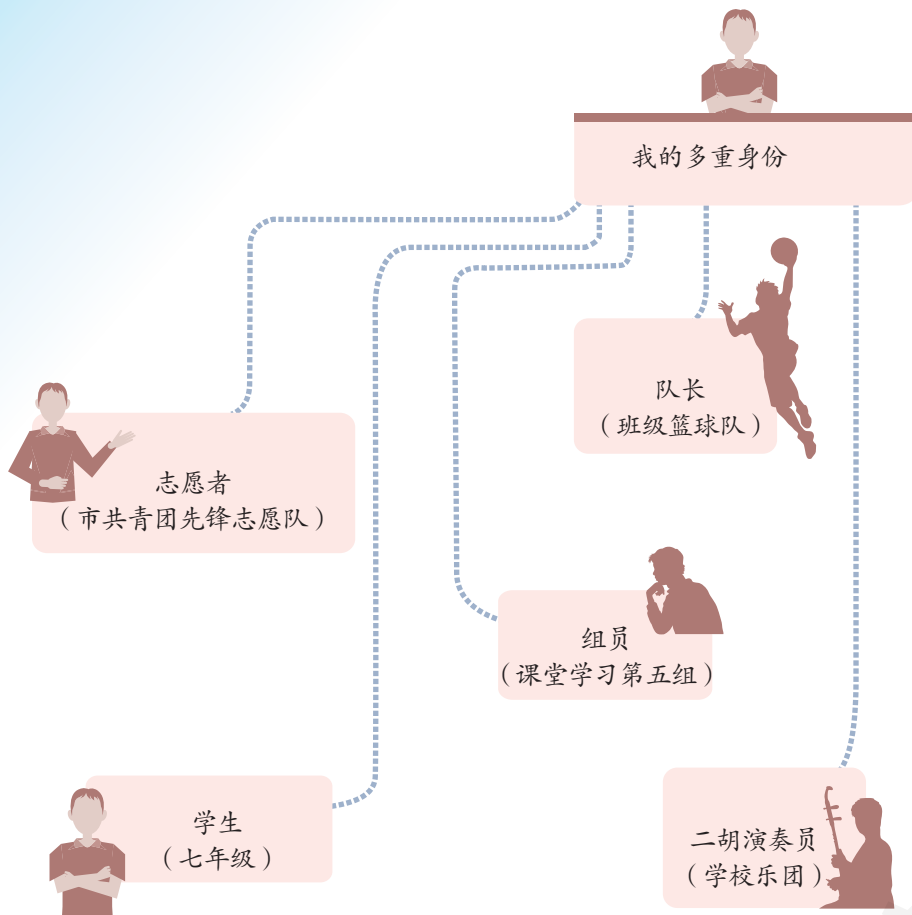 我的多重身份
队长
（班级篮球队）
志愿者
（市共青团先锋志愿队）
组员
（课堂学习第五组）
学生
（七年级）
二胡演奏员
（学校乐团）